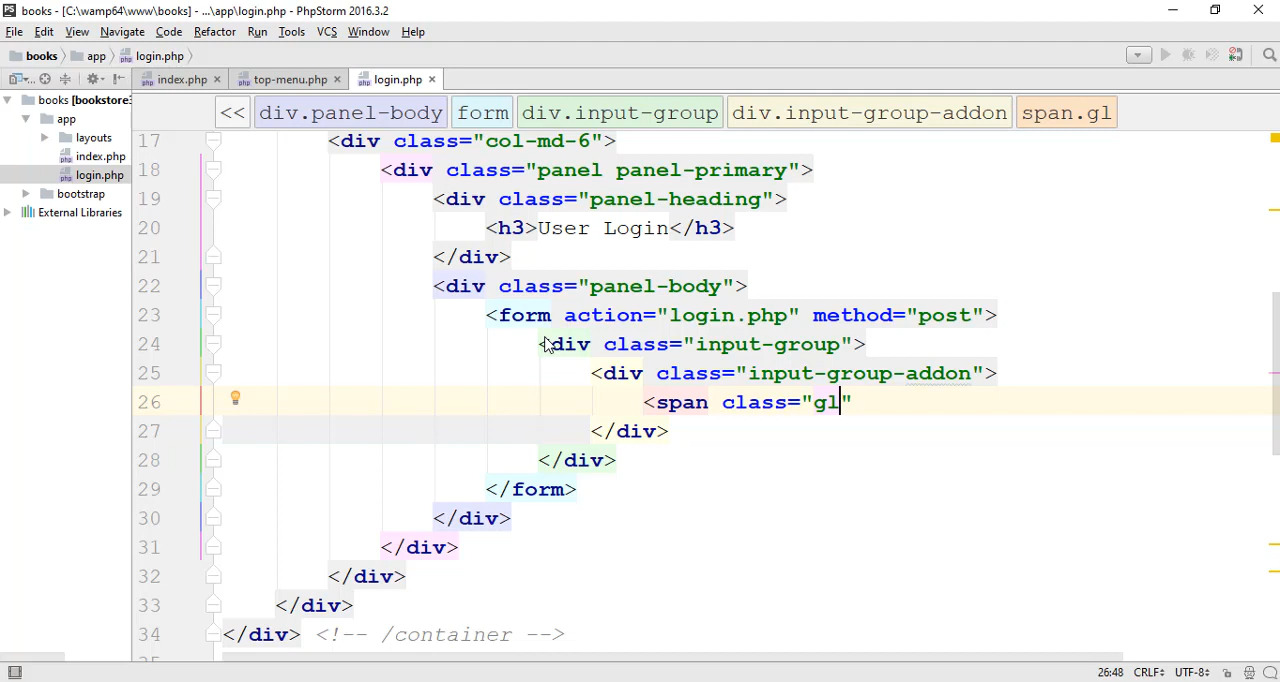 books - [C:\wamp64\www\books] - ...\app\login.php - PhpStorm 2016.3.2
File Edit View Navigate Code Refactor Run Tools VCS Window Help
books app login.php
index.php top-menu.php login.php
books [bookstore
app
layouts
index.php
login.php
bootstrap
External Libraries
<< div.panel-body form div.input-group div.input-group-addon span.gl
17 <div class="col-md-6">
18 <div class="panel panel-primary">
19 <div class="panel-heading">
20 <h3>User Login</h3>
21 </div>
22 <div class="panel-body">
23 <form action="login.php" method="post">
24 <div class="input-group">
25 <div class="input-group-addon">
26 <span class="gl"
27 </div>
28 </div>
29 </form>
30 </div>
31 </div>
32 </div>
33 </div>
34 </div> <!-- /container -->
26:48 CRLF UTF-8